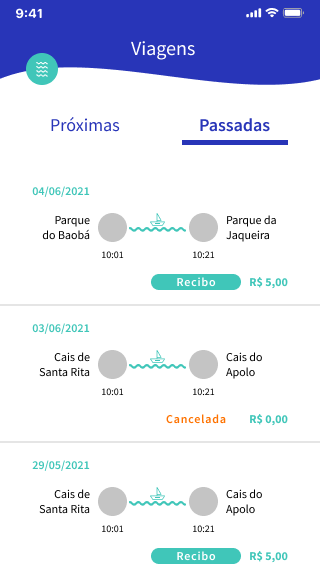 9:41
Viagens
Próximas
Passadas
04/06/2021
Parque
do Baobá
Parque da
Jaqueira
10:01
10:21
Recibo
R$ 5,00
03/06/2021
Cais de
Santa Rita
Cais do
Apolo
10:01
10:21
Cancelada
R$ 0,00
29/05/2021
Cais de
Santa Rita
Cais do
Apolo
10:01
10:21
Recibo
R$ 5,00